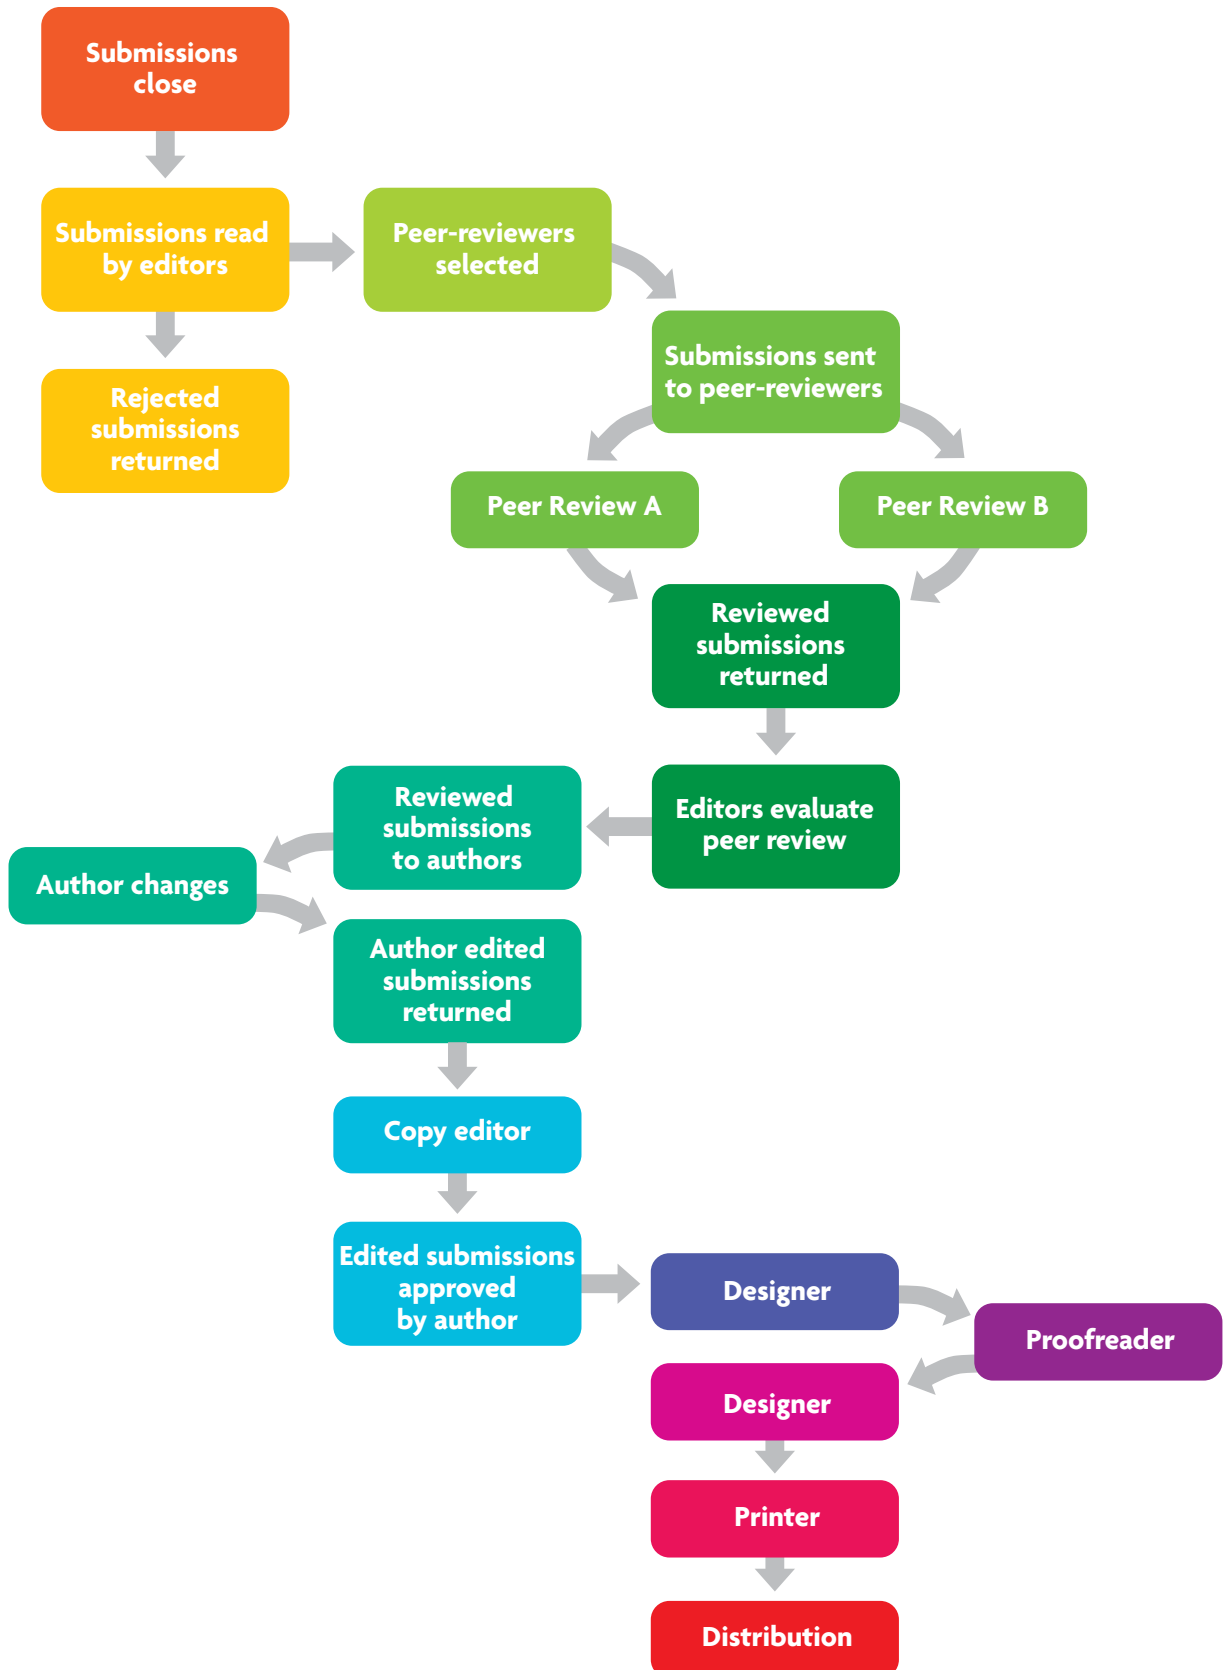 Submissions
close
Submissions read
by editors
Peer-reviewers
selected
Rejected
submissions
returned
Submissions sent
to peer-reviewers
Peer Review A
Peer Review B
Reviewed
submissions
returned
Editors evaluate
peer review
Reviewed
submissions
to authors
Author changes
Author edited
submissions
returned
Copy editor
Edited submissions
approved
by author
Designer
Proofreader
Designer
Printer
Distribution